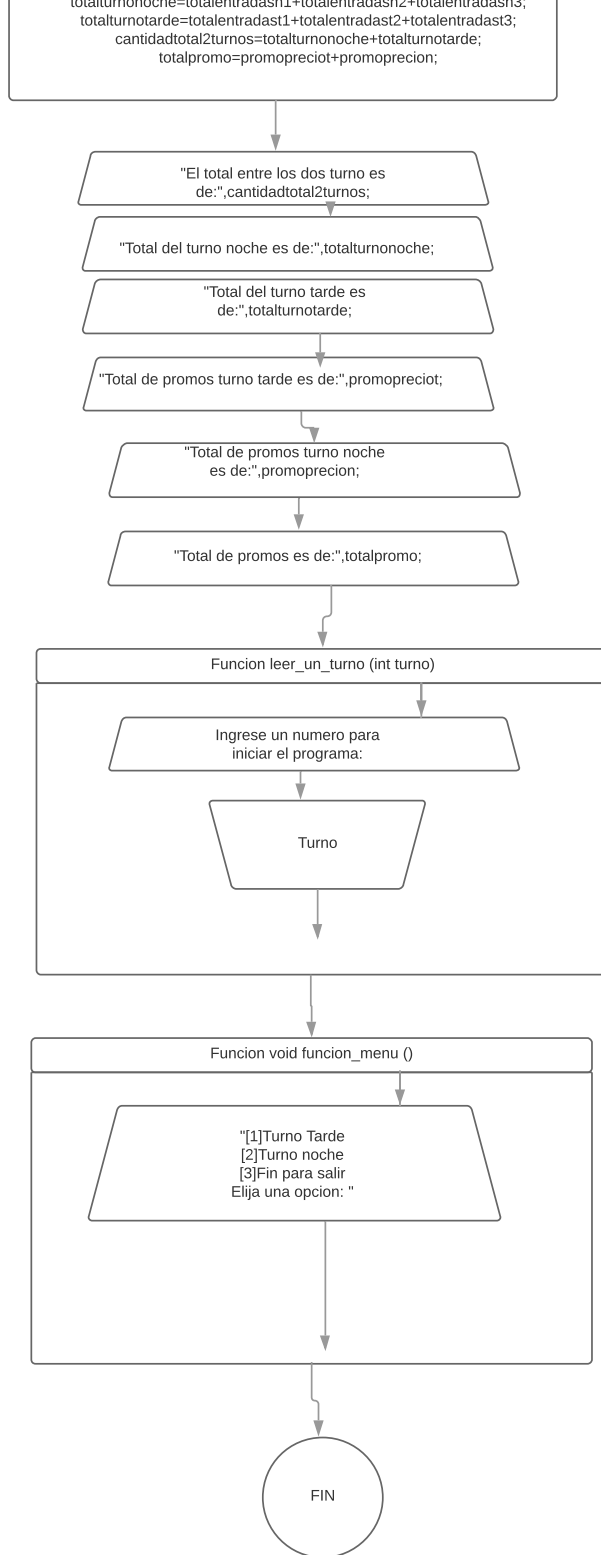 totalturnonoche=totalentradasn1+totalentradasn2+totalentradasn3;
totalturnotarde=totalentradast1+totalentradast2+totalentradast3;
cantidadtotal2turnos=totalturnonoche+totalturnotarde;
totalpromo=promopreciot+promoprecion;
"El total entre los dos turno es
de:",cantidadtotal2turnos;
"Total del turno noche es de:",totalturnonoche;
"Total del turno tarde es
de:",totalturnotarde;
"Total de promos turno tarde es de:",promopreciot;
"Total de promos turno noche
es de:",promoprecion;
"Total de promos es de:",totalpromo;
Funcion leer_un_turno (int turno)
Ingrese un numero para
iniciar el programa:
Turno
Funcion void funcion_menu ()
"[1]Turno Tarde
[2]Turno noche
[3]Fin para salir
Elija una opcion: "
FIN